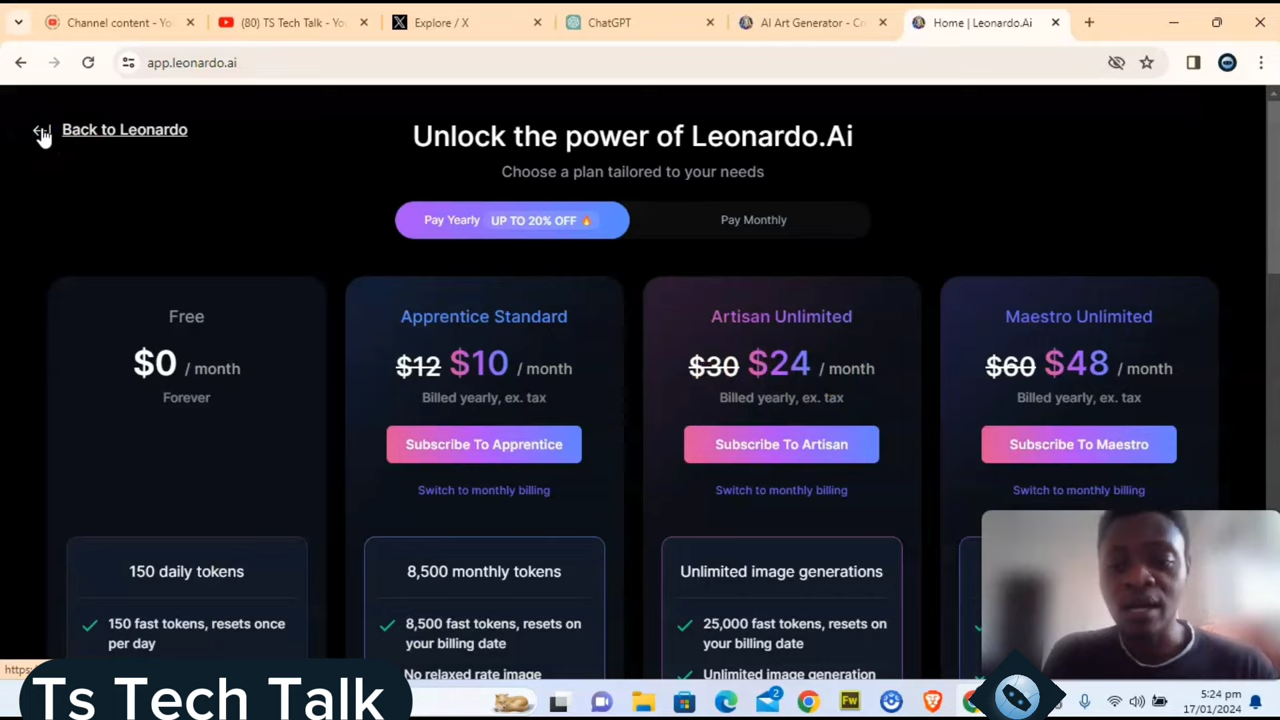 Channel content - Yo
(80) TS Tech Talk - You
Explore / X
ChatGPT
AI Art Generator - Cr
Home | Leonardo.Ai
app.leonardo.ai
Back to Leonardo
Unlock the power of Leonardo.Ai
Choose a plan tailored to your needs
Pay Yearly UP TO 20% OFF 🔥
Pay Monthly
Free
$0 / month
Forever
Apprentice Standard
$12 $10 / month
Billed yearly, ex. tax
Subscribe To Apprentice
Switch to monthly billing
Artisan Unlimited
$30 $24 / month
Billed yearly, ex. tax
Subscribe To Artisan
Switch to monthly billing
Maestro Unlimited
$60 $48 / month
Billed yearly, ex. tax
Subscribe To Maestro
Switch to monthly billing
150 daily tokens
150 fast tokens, resets once
per day
8,500 monthly tokens
8,500 fast tokens, resets on
your billing date
No relaxed rate image
Unlimited image generations
25,000 fast tokens, resets on
your billing date
Unlimited image generation
https:
Ts Tech Talk
2
Fw
5:24 pm
17/01/2024